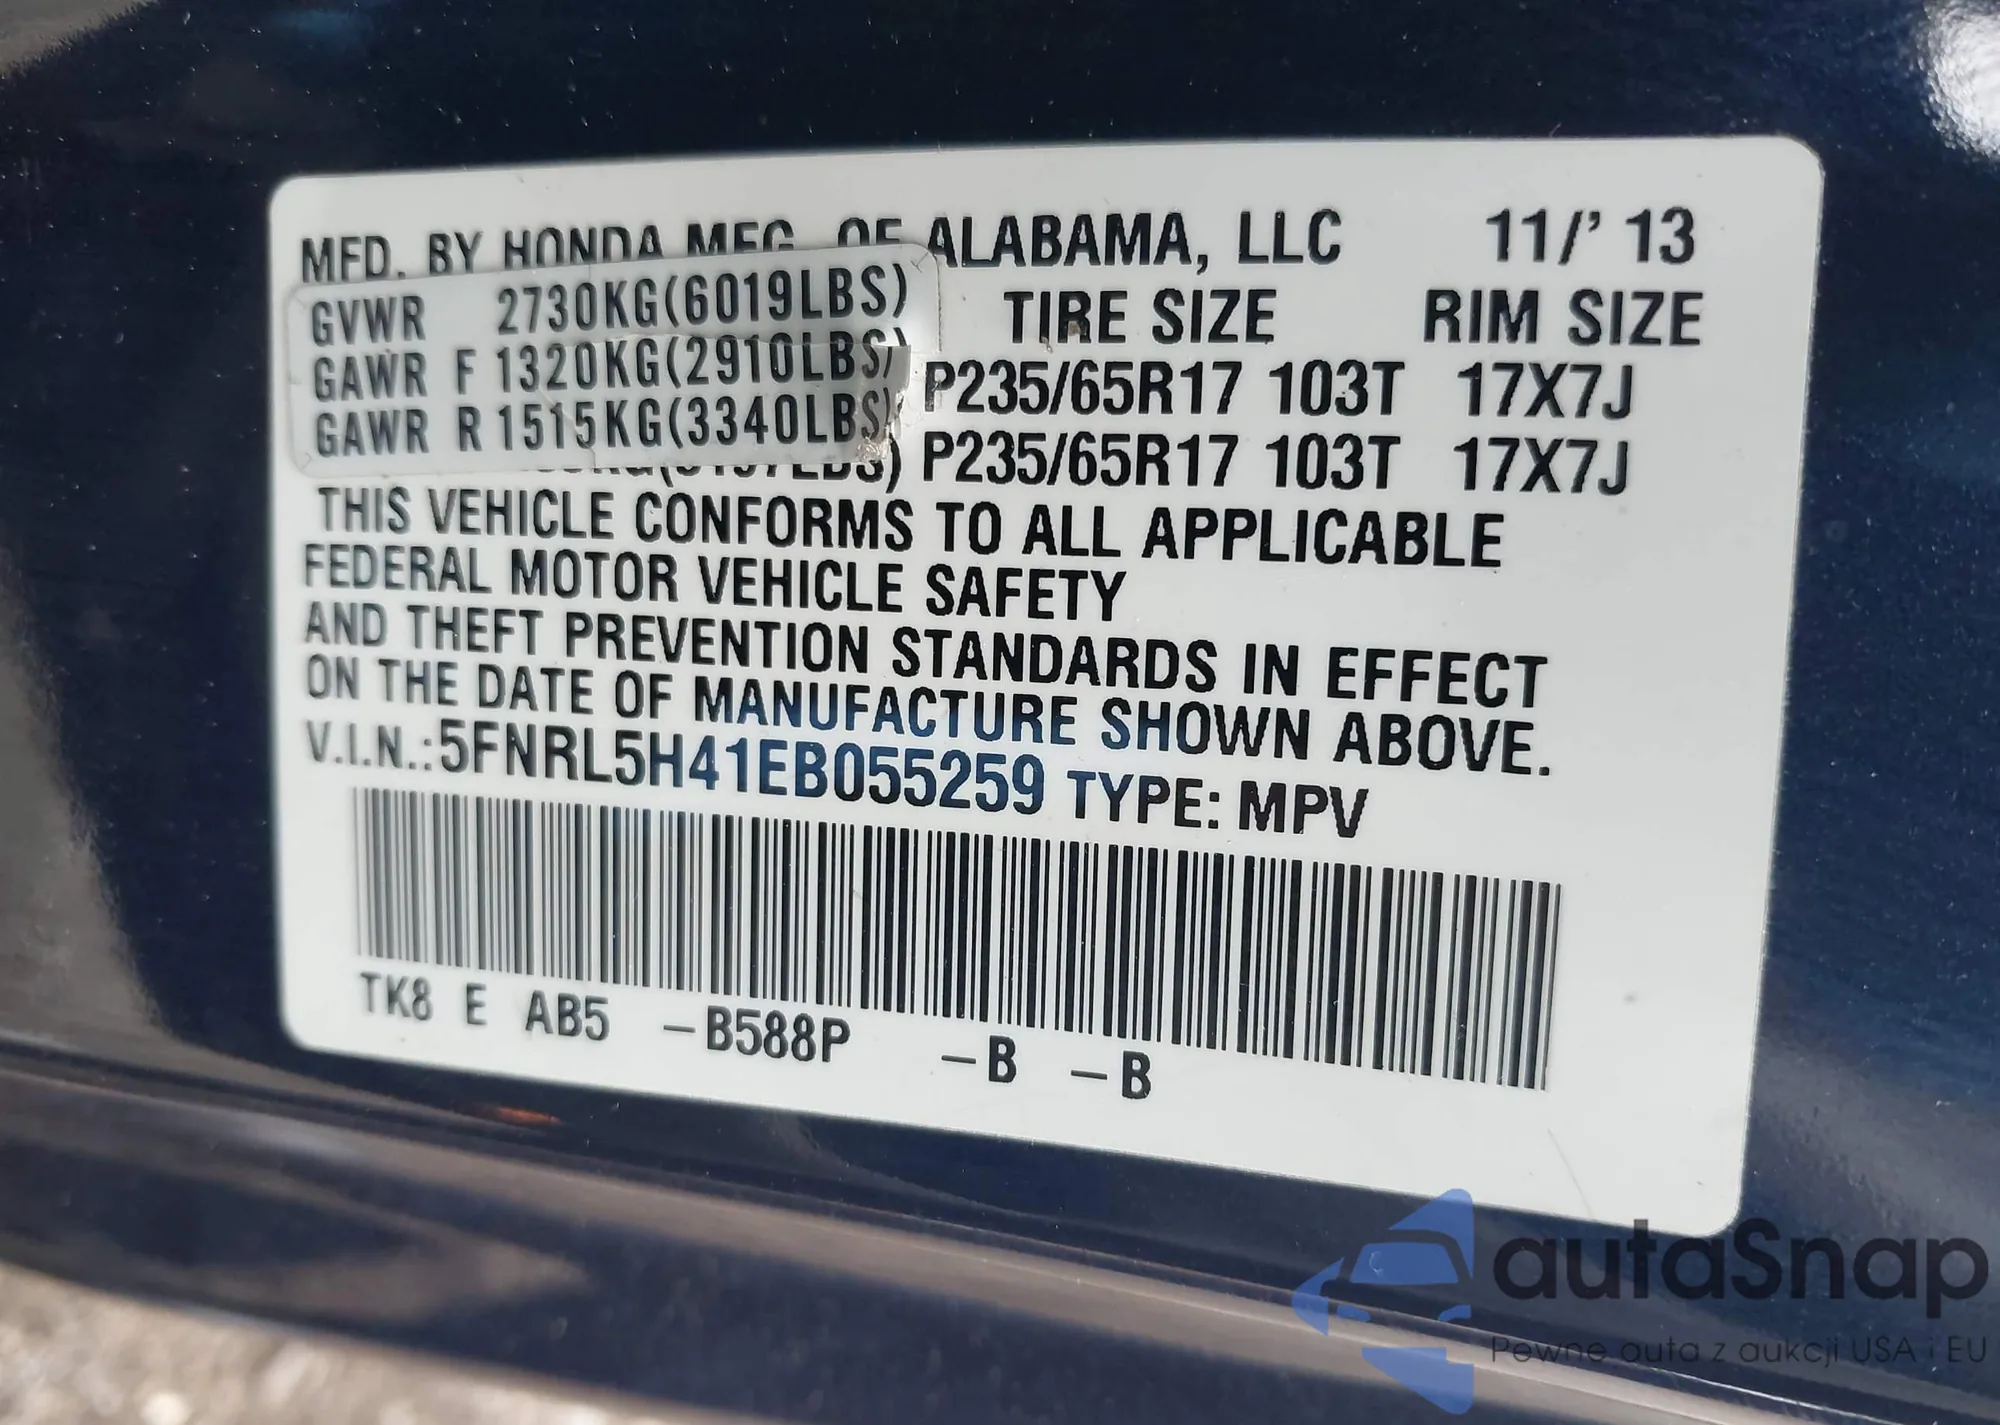 MFD. BY HONDA MFG. OF ALABAMA, LLC 11/'13
GVWR 2730KG(6019LBS) TIRE SIZE RIM SIZE
GAWR F 1320KG(2910LBS) P235/65R17 103T 17X7J
GAWR R 1515KG(3340LBS) P235/65R17 103T 17X7J
THIS VEHICLE CONFORMS TO ALL APPLICABLE
FEDERAL MOTOR VEHICLE SAFETY
AND THEFT PREVENTION STANDARDS IN EFFECT
ON THE DATE OF MANUFACTURE SHOWN ABOVE.
V.I.N.:5FNRL5H41EB055259 TYPE: MPV
TK8 E AB5 –B588P –B –B
autaSnap
Pewne auta z aukcji USA i EU